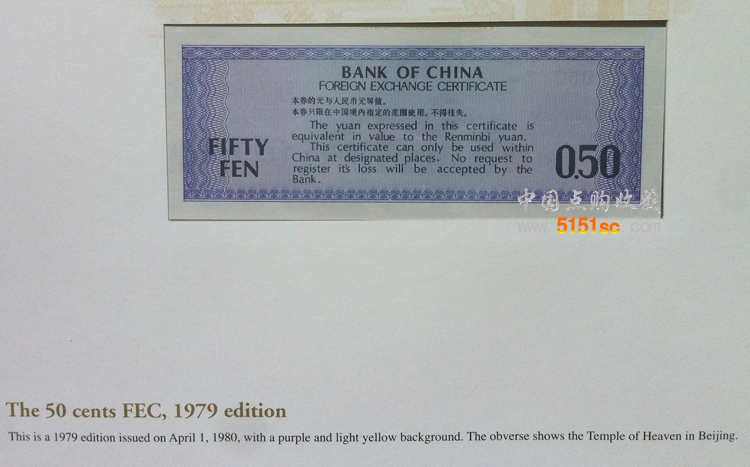 BANK OF CHINA
FOREIGN EXCHANGE CERTIFICATE
本券的元与人民币元等值。
本券只限在中国境内指定的范围使用,不得挂失。
The yuan expressed in this certificate is
equivalent in value to the Renminbi yuan.
This certificate can only be used within
China at designated places. No request to
register it's loss will be accepted by the
Bank.
FIFTY
FEN
0.50
中国点购收藏
www.5151sc.com
The 50 cents FEC, 1979 edition
This is a 1979 edition issued on April 1, 1980, with a purple and light yellow background. The obverse shows the Temple of Heaven in Beijing.